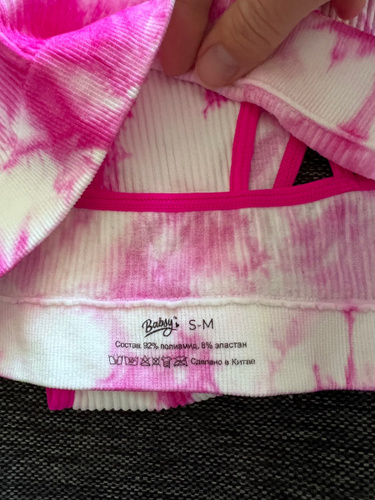 Babsy S-M
Состав: 92% полиамид, 8% эластан
Сделано в Китае